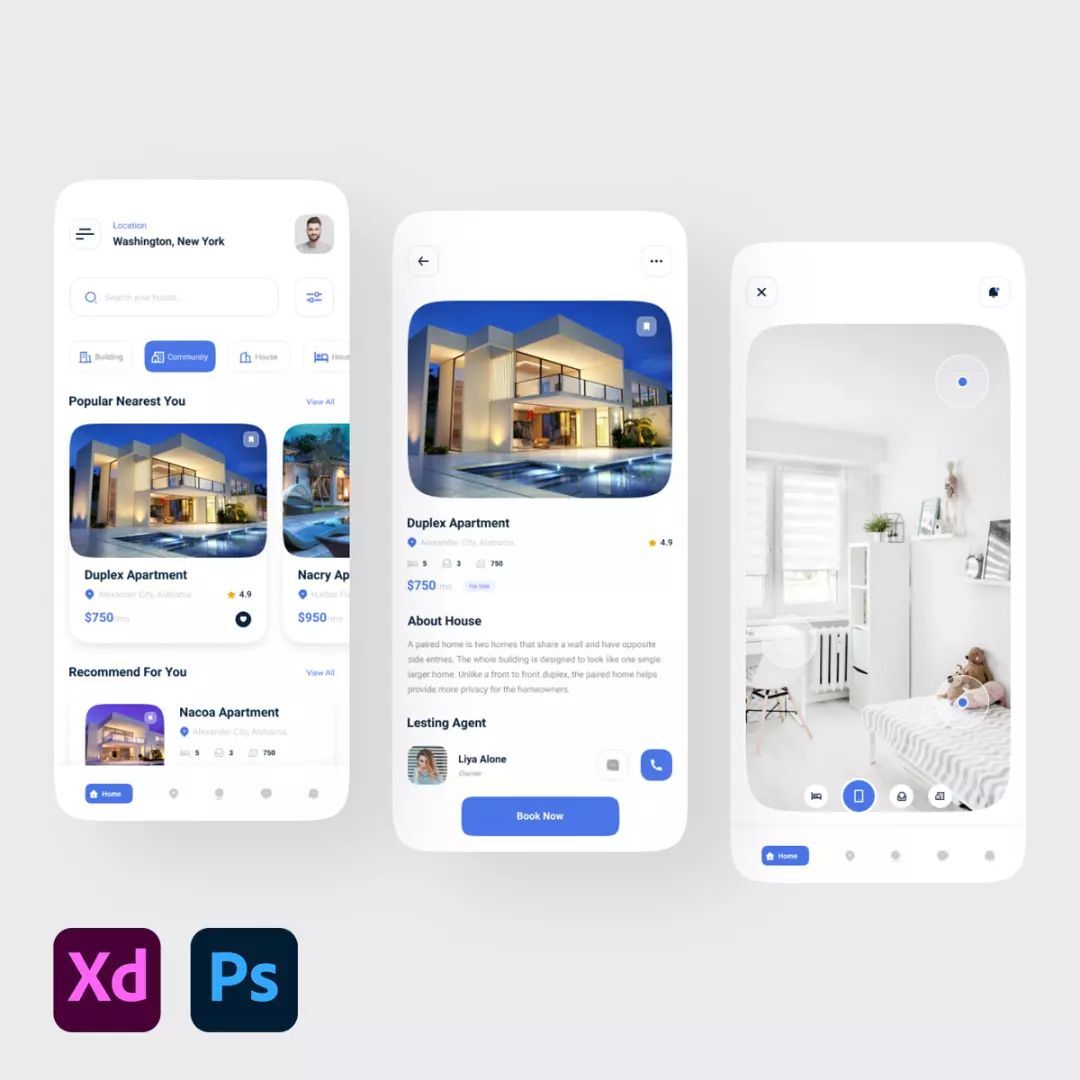 Location
Washington, New York
Search your house...
Building
Community
House
Hous
Popular Nearest You
View All
Duplex Apartment
Alexander City, Alabama
4.9
$750/mo
Nacry Ap
Harbor
$950/mo
Recommend For You
View All
Nacoa Apartment
Alexander City, Alabama
5 3 750
Home
Duplex Apartment
Alexander City, Alabama
4.9
5 3 750
$750/mo
For Sale
About House
A paired home is two homes that share a wall and have opposite
side entries. The whole building is designed to look like one single
larger home. Unlike a front to front duplex, the paired home helps
provide more privacy for the homeowners.
Lesting Agent
Liya Alone
Owner
Book Now
Home
Xd
Ps